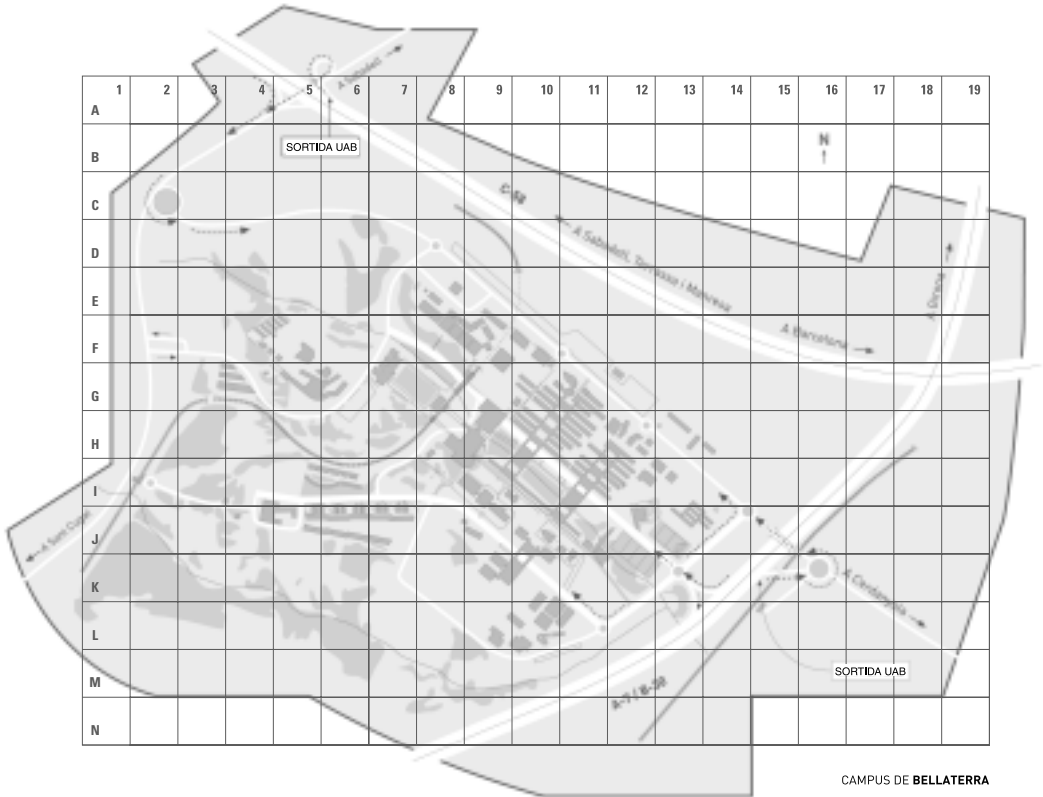 1 2 3 4 5 6 7 8 9 10 11 12 13 14 15 16 17 18 19
A
B
C
D
E
F
G
H
I
J
K
L
M
N
A Sabadell
SORTIDA UAB
N
C-58
A Sabadell, Terrassa i Manresa
A Barcelona
A Girona
A Sant Cugat
A Cerdanyola
SORTIDA UAB
A-7 / B-30
CAMPUS DE BELLATERRA